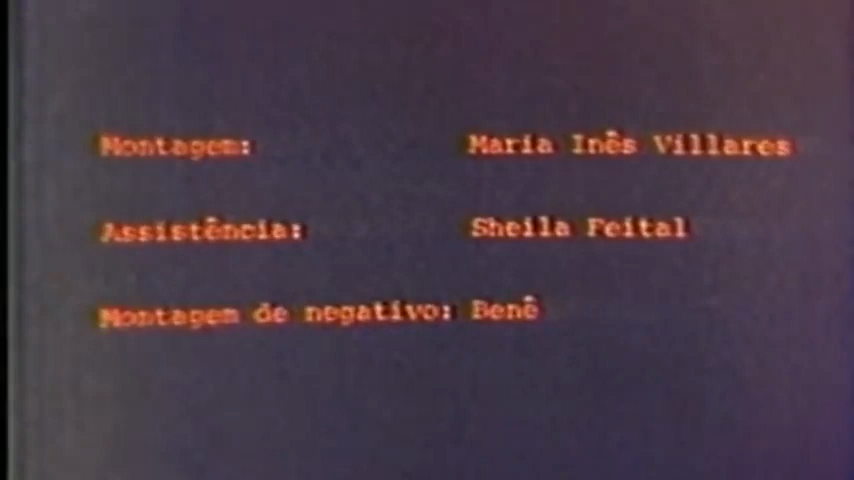 Montagem: Maria Inês Villares
Assistência: Sheila Feital
Montagem de negativo: Benê